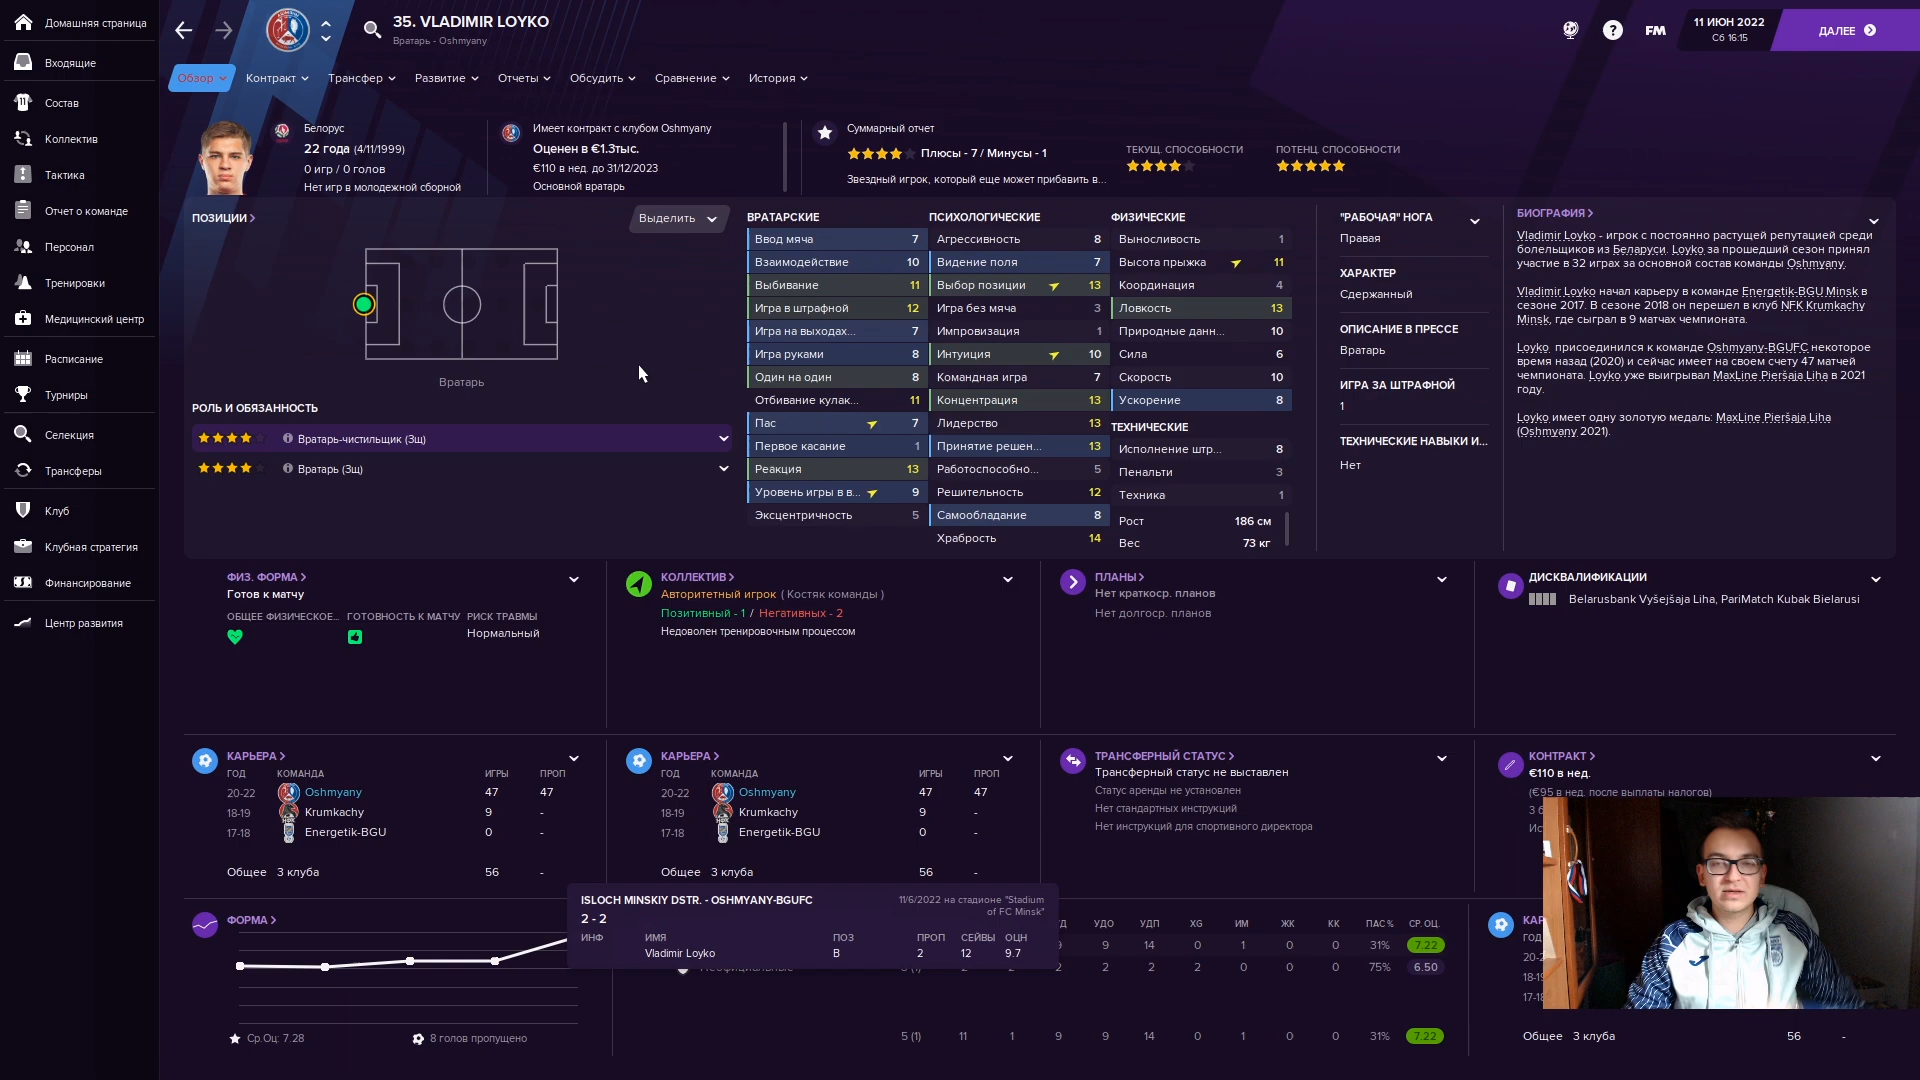 Домашняя страница
Входящие
Состав
Коллектив
Тактика
Отчет о команде
Персонал
Тренировки
Медицинский центр
Расписание
Турниры
Селекция
Трансферы
Клуб
Клубная стратегия
Финансирование
Центр развития
35. VLADIMIR LOYKO
Вратарь - Oshmyany
FM
11 ИЮН 2022
Сб 16:15
ДАЛЕЕ
Обзор Контракт Трансфер Развитие Отчеты Обсудить Сравнение История
Белорус
22 года (4/11/1999)
0 игр / 0 голов
Нет игр в молодежной сборной
Имеет контракт с клубом Oshmyany
Оценен в €1.3тыс.
€110 в нед. до 31/12/2023
Основной вратарь
Суммарный отчет
Плюсы - 7 / Минусы - 1
Звездный игрок, который еще может прибавить в...
ТЕКУЩ. СПОСОБНОСТИ
ПОТЕНЦ. СПОСОБНОСТИ
ПОЗИЦИИ
Выделить
Вратарь
РОЛЬ И ОБЯЗАННОСТЬ
Вратарь-чистильщик (Зщ)
Вратарь (Зщ)
ВРАТАРСКИЕ
Ввод мяча 7
Взаимодействие 10
Выбивание 11
Игра в штрафной 12
Игра на выходах... 7
Игра руками 8
Один на один 8
Отбивание кулак... 11
Пас 7
Первое касание 1
Реакция 13
Уровень игры в в... 9
Эксцентричность 5
ПСИХОЛОГИЧЕСКИЕ
Агрессивность 8
Видение поля 7
Выбор позиции 13
Игра без мяча 3
Импровизация 1
Интуиция 10
Командная игра 7
Концентрация 13
Лидерство 13
Принятие решен... 13
Работоспособно... 5
Решительность 12
Самообладание 8
Храбрость 14
ФИЗИЧЕСКИЕ
Выносливость 1
Высота прыжка 11
Координация 4
Ловкость 13
Природные данн... 10
Сила 6
Скорость 10
Ускорение 8
ТЕХНИЧЕСКИЕ
Исполнение штр... 8
Пенальти 3
Техника 1
Рост 186 см
Вес 73 кг
"РАБОЧАЯ" НОГА
Правая
ХАРАКТЕР
Сдержанный
ОПИСАНИЕ В ПРЕССЕ
Вратарь
ИГРА ЗА ШТРАФНОЙ
1
ТЕХНИЧЕСКИЕ НАВЫКИ И...
Нет
БИОГРАФИЯ
Vladimir Loyko - игрок с постоянно растущей репутацией среди
болельщиков из Беларуси. Loyko за прошедший сезон принял
участие в 32 играх за основной состав команды Oshmyany.
Vladimir Loyko начал карьеру в команде Energetik-BGU Minsk в
сезоне 2017. В сезоне 2018 он перешел в клуб NFK Krumkachy
Minsk, где сыграл в 9 матчах чемпионата.
Loyko присоединился к команде Oshmyany-BGUFC некоторое
время назад (2020) и сейчас имеет на своем счету 47 матчей
чемпионата. Loyko уже выигрывал MaxLine Pieršaja Liha в 2021
году.
Loyko имеет одну золотую медаль: MaxLine Pieršaja Liha
(Oshmyany 2021).
ФИЗ. ФОРМА
Готов к матчу
ОБЩЕЕ ФИЗИЧЕСКОЕ... ГОТОВНОСТЬ К МАТЧУ РИСК ТРАВМЫ
Нормальный
КОЛЛЕКТИВ
Авторитетный игрок ( Костяк команды )
Позитивный - 1 / Негативных - 2
Недоволен тренировочным процессом
ПЛАНЫ
Нет краткоср. планов
Нет долгоср. планов
ДИСКВАЛИФИКАЦИИ
Belarusbank Vyšejšaja Liha, PariMatch Kubak Bielarusi
КАРЬЕРА
ГОД КОМАНДА ИГРЫ ПРОП
20-22 Oshmyany 47 47
18-19 Krumkachy 9 -
17-18 Energetik-BGU 0 -
Общее 3 клуба 56 -
КАРЬЕРА
ГОД КОМАНДА ИГРЫ ПРОП
20-22 Oshmyany 47 47
18-19 Krumkachy 9 -
17-18 Energetik-BGU 0 -
Общее 3 клуба 56 -
ТРАНСФЕРНЫЙ СТАТУС
Трансферный статус не выставлен
Статус аренды не установлен
Нет стандартных инструкций
Нет инструкций для спортивного директора
КОНТРАКТ
€110 в нед.
(€95 в нед. после выплаты налогов)
ФОРМА
Ср.Оц: 7.28
8 голов пропущено
ISLOCH MINSKIY DSTR. - OSHMYANY-BGUFC
11/6/2022 на стадионе "Stadium
of FC Minsk"
2 - 2
ИНФ ИМЯ ПОЗ ПРОП СЕЙВЫ ОЦН
Vladimir Loyko В 2 12 9.7
УДО УДП XG ИМ ЖК КК ПАС% СР. ОЦ.
9 9 14 0 1 0 0 31% 7.22
2 2 2 2 0 0 0 75% 6.50
5 (1) 11 1 9 9 14 0 1 0 0 31% 7.22
Общее 3 клуба 56 -